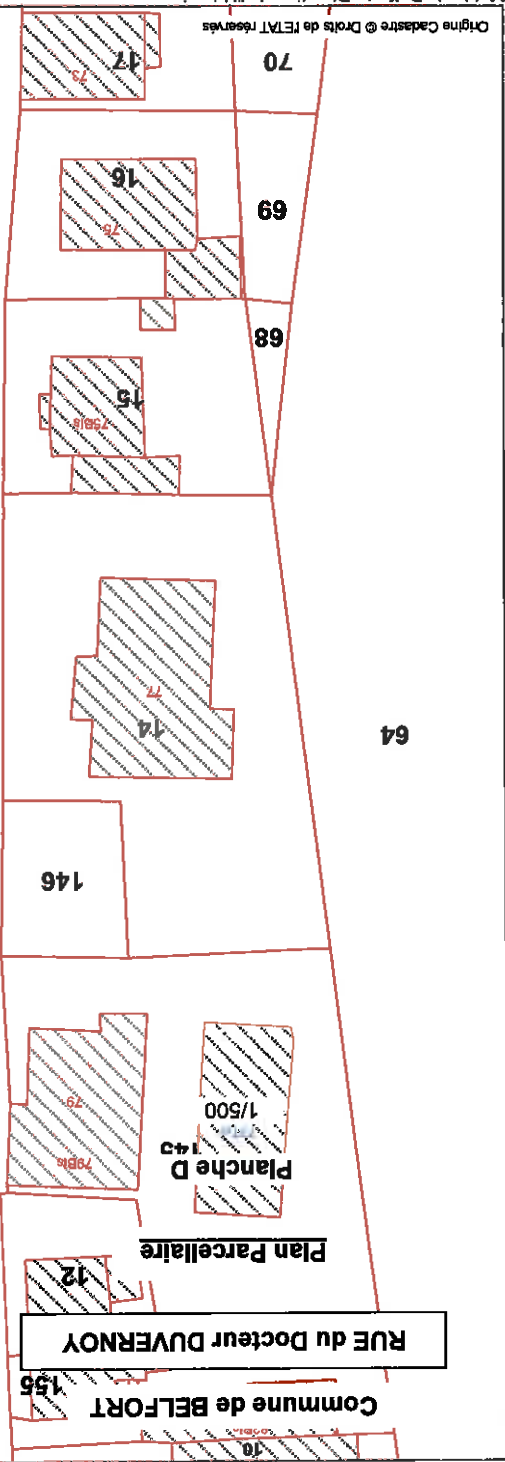 10
Commune de BELFORT
155
RUE du Docteur DUVERNOY
12
Plan Parcellaire
79Bis
Planche D
79
1/500
146
64
14
77
68
15
75Bis
69
75
16
70
17
73
Origine Cadastre © Droits de l'ETAT réservés